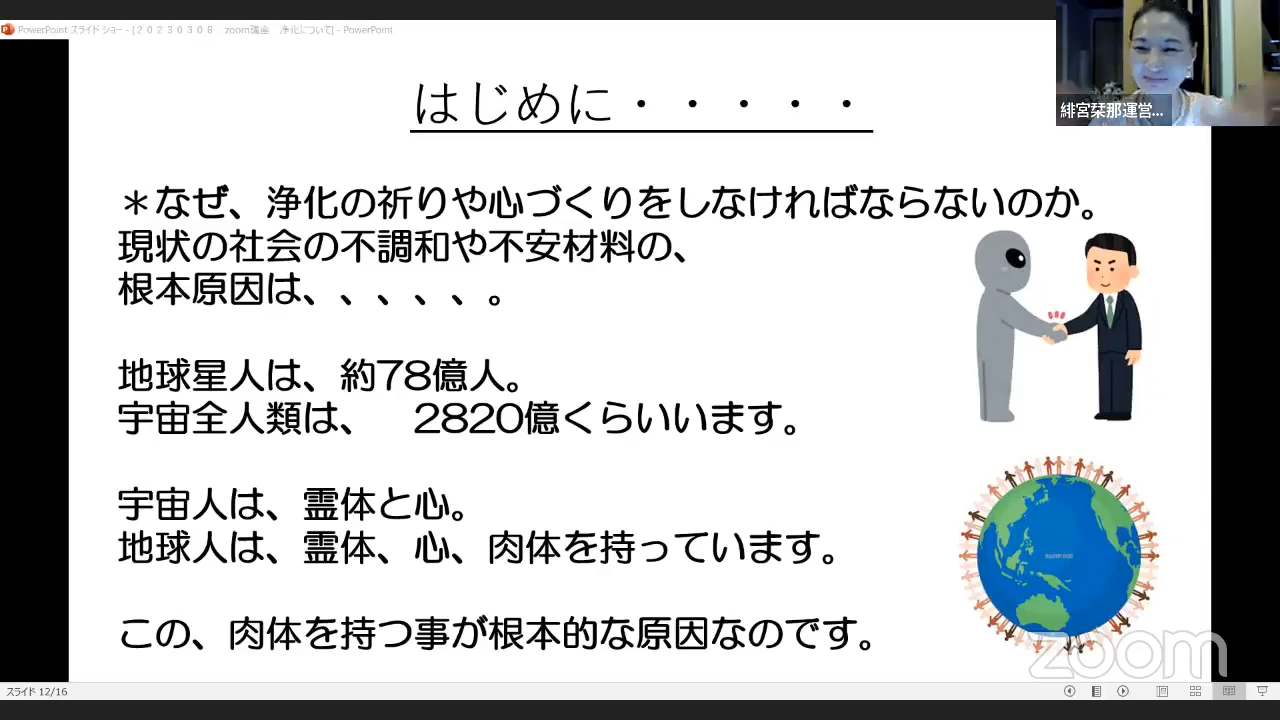 PowerPoint スライド ショー - [２０２３０３０８　zoom講座　浄化について] - PowerPoint
緋宮栞那運営...
はじめに・・・・・
＊なぜ、浄化の祈りや心づくりをしなければならないのか。
現状の社会の不調和や不安材料の、
根本原因は、、、、、、。
地球星人は、約78億人。
宇宙全人類は、　2820億くらいいます。
宇宙人は、霊体と心。
地球人は、霊体、心、肉体を持っています。
この、肉体を持つ事が根本的な原因なのです。
zoom
スライド 12/16